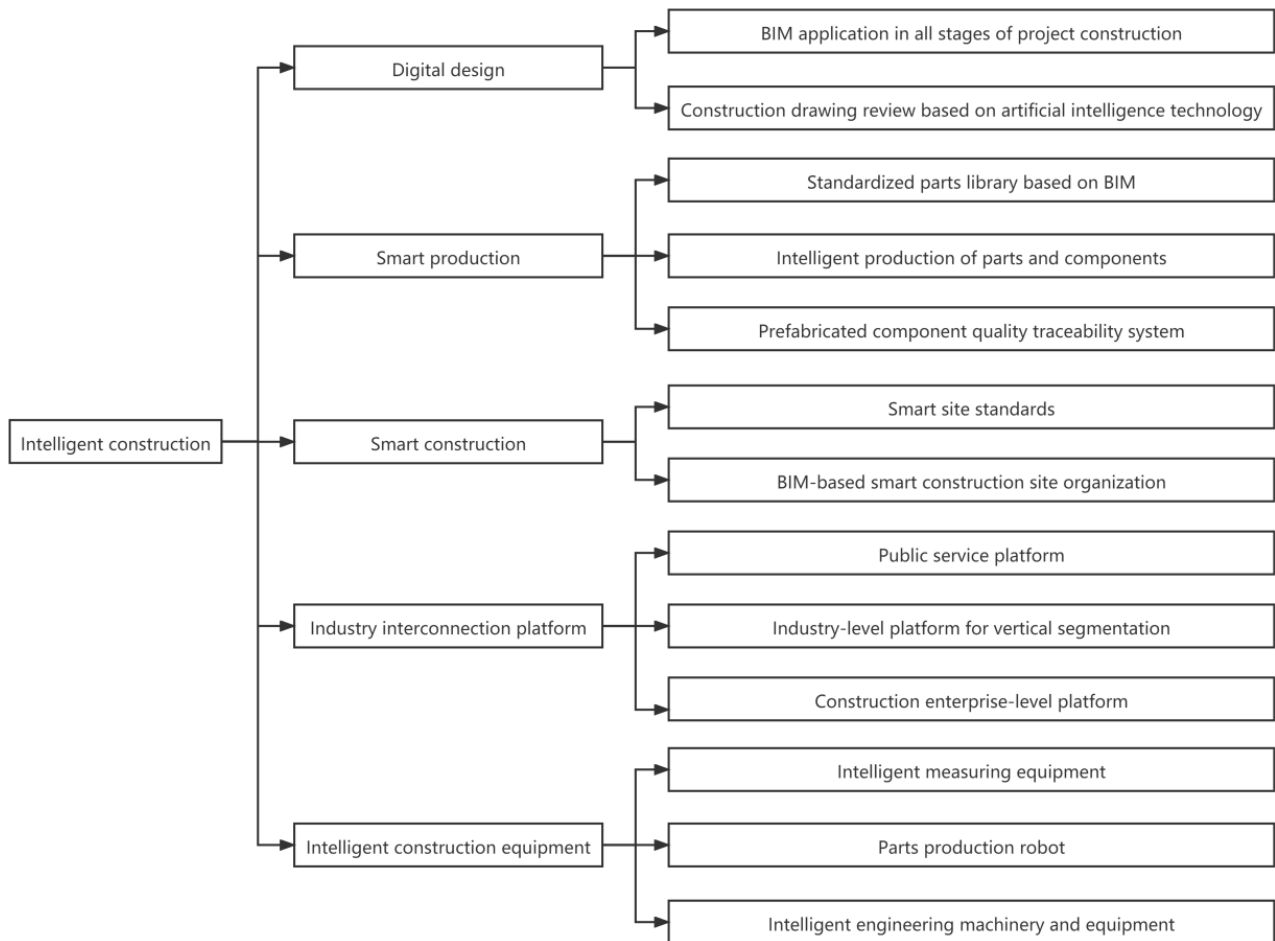 Intelligent construction
Digital design
BIM application in all stages of project construction
Construction drawing review based on artificial intelligence technology
Smart production
Standardized parts library based on BIM
Intelligent production of parts and components
Prefabricated component quality traceability system
Smart construction
Smart site standards
BIM-based smart construction site organization
Industry interconnection platform
Public service platform
Industry-level platform for vertical segmentation
Construction enterprise-level platform
Intelligent construction equipment
Intelligent measuring equipment
Parts production robot
Intelligent engineering machinery and equipment